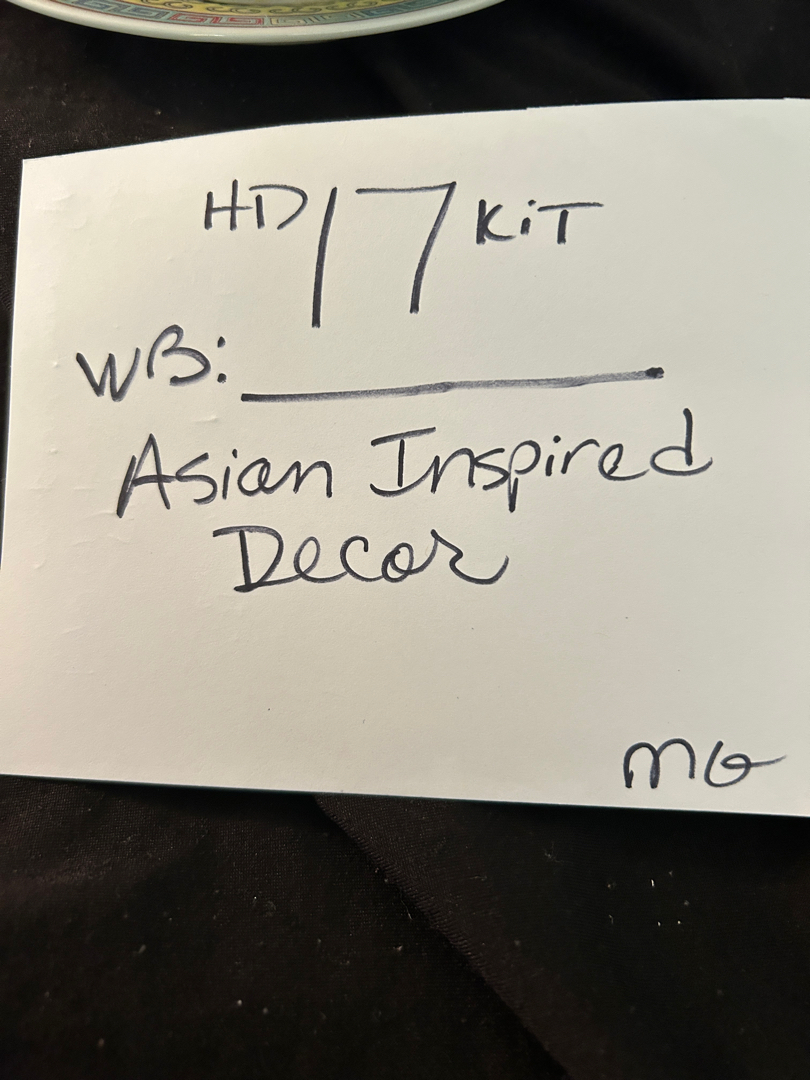 HD 17 KiT
WB:
Asian Inspired
Decor
MG